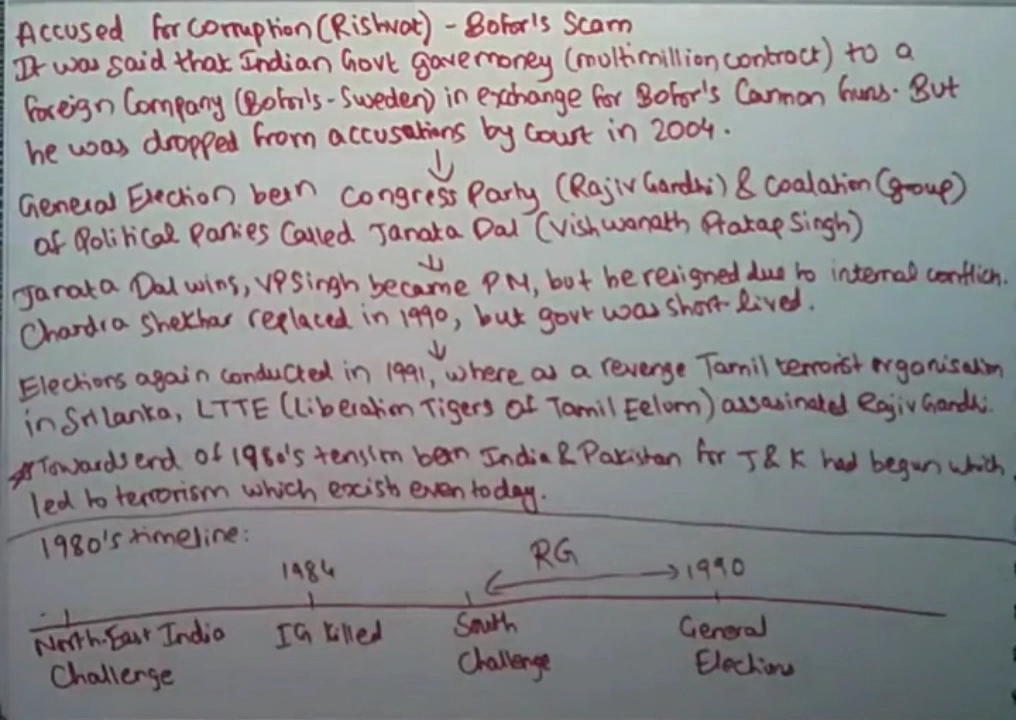 Accused for corruption (Rishvat) - Bofor's Scam
It was said that Indian Govt gave money (multimillion contract) to a
foreign Company (Bofor's - Sweden) in exchange for Bofor's Canmon Guns. But
he was dropped from accusations by court in 2004.
↓
General Election betn Congress Party (Rajiv Gandhi) & Coalation (group)
of Political Parties Called Janata Dal (Vishwanath Pratap Singh)
↓
Janata Dal wins, VP Singh became PM, but he resigned due to internal conflict.
Chandra Shekhar replaced in 1990, but govt was short-lived.
↓
Elections again conducted in 1991, where as a revenge Tamil terrorist organisation
in Sri Lanka, LTTE (Liberation Tigers Of Tamil Eelom) assasinated Rajiv Gandhi.
Towards end of 1980's tension betn India & Pakistan for J & K had begun which
led to terrorism which exists even today.
1980's timeline:
RG
1984 1990
North-East India IG Killed South General
Challenge Challenge Elections